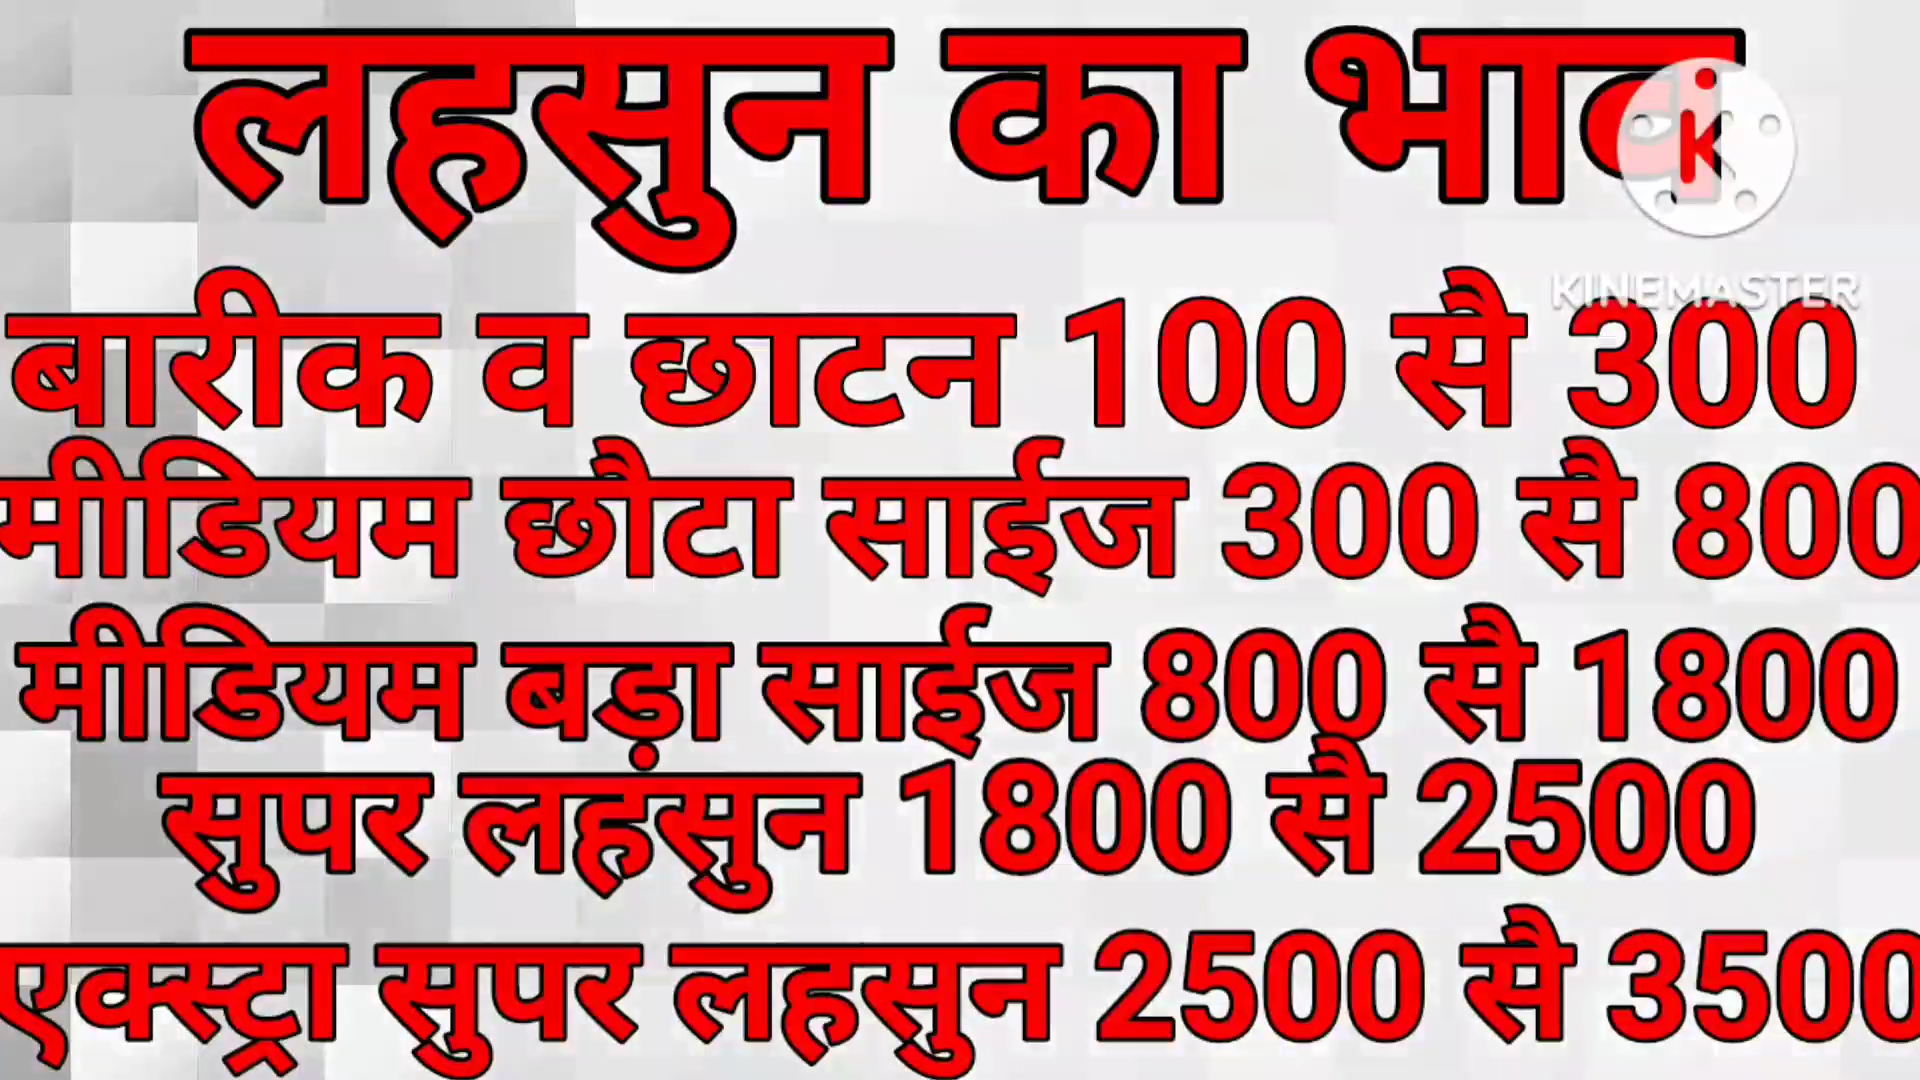 लहसुन का भाव
KINEMASTER
बारीक व छाटन 100 सै 300
मीडियम छौटा साईज 300 सै 800
मीडियम बड़ा साईज 800 सै 1800
सुपर लहसुन 1800 सै 2500
एक्स्ट्रा सुपर लहसुन 2500 सै 3500